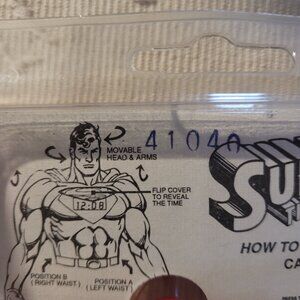 41040
MOVABLE
HEAD & ARMS
FLIP COVER
TO REVEAL
THE TIME
12:08
SU
HOW TO
CA
POSITION B
(RIGHT WAIST)
POSITION A
(LEFT WAIST)